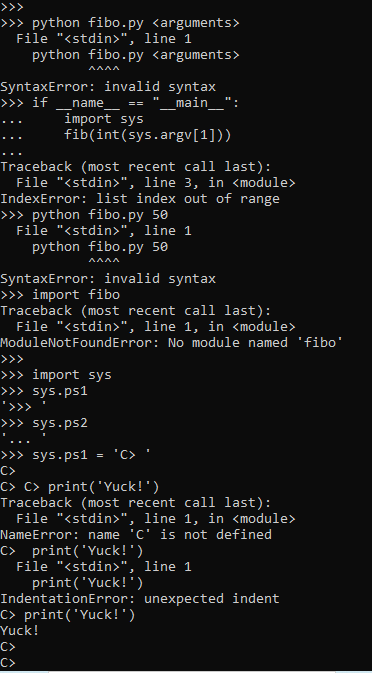 >>>
>>> python fibo.py <arguments>
  File "<stdin>", line 1
    python fibo.py <arguments>
           ^^^^
SyntaxError: invalid syntax
>>> if __name__ == "__main__":
...     import sys
...     fib(int(sys.argv[1]))
...
Traceback (most recent call last):
  File "<stdin>", line 3, in <module>
IndexError: list index out of range
>>> python fibo.py 50
  File "<stdin>", line 1
    python fibo.py 50
           ^^^^
SyntaxError: invalid syntax
>>> import fibo
Traceback (most recent call last):
  File "<stdin>", line 1, in <module>
ModuleNotFoundError: No module named 'fibo'
>>>
>>> import sys
>>> sys.ps1
'>>> '
>>> sys.ps2
'... '
>>> sys.ps1 = 'C> '
C>
C> C> print('Yuck!')
Traceback (most recent call last):
  File "<stdin>", line 1, in <module>
NameError: name 'C' is not defined
C>  print('Yuck!')
  File "<stdin>", line 1
    print('Yuck!')
IndentationError: unexpected indent
C> print('Yuck!')
Yuck!
C>
C>